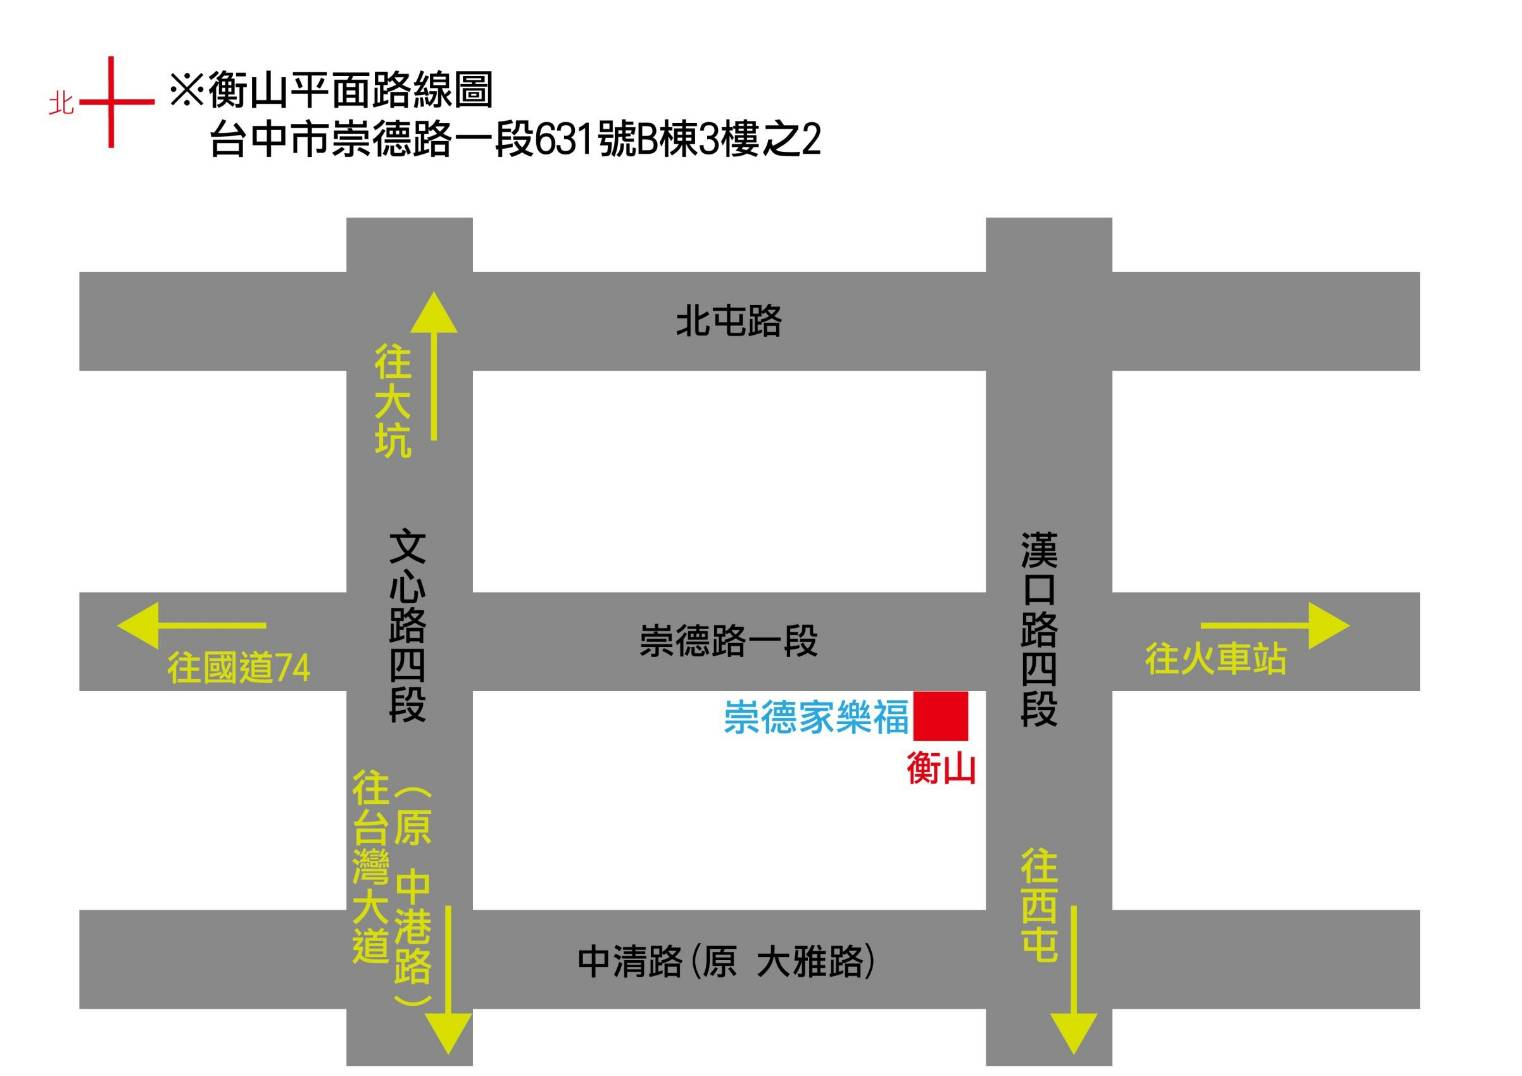 ※衡山平面路線圖
台中市崇德路一段631號B棟3樓之2
北
北屯路
往大坑
文心路四段
漢口路四段
崇德路一段
往國道74
往火車站
崇德家樂福
衡山
往台灣大道
(原 中港路)
往西屯
中清路(原 大雅路)